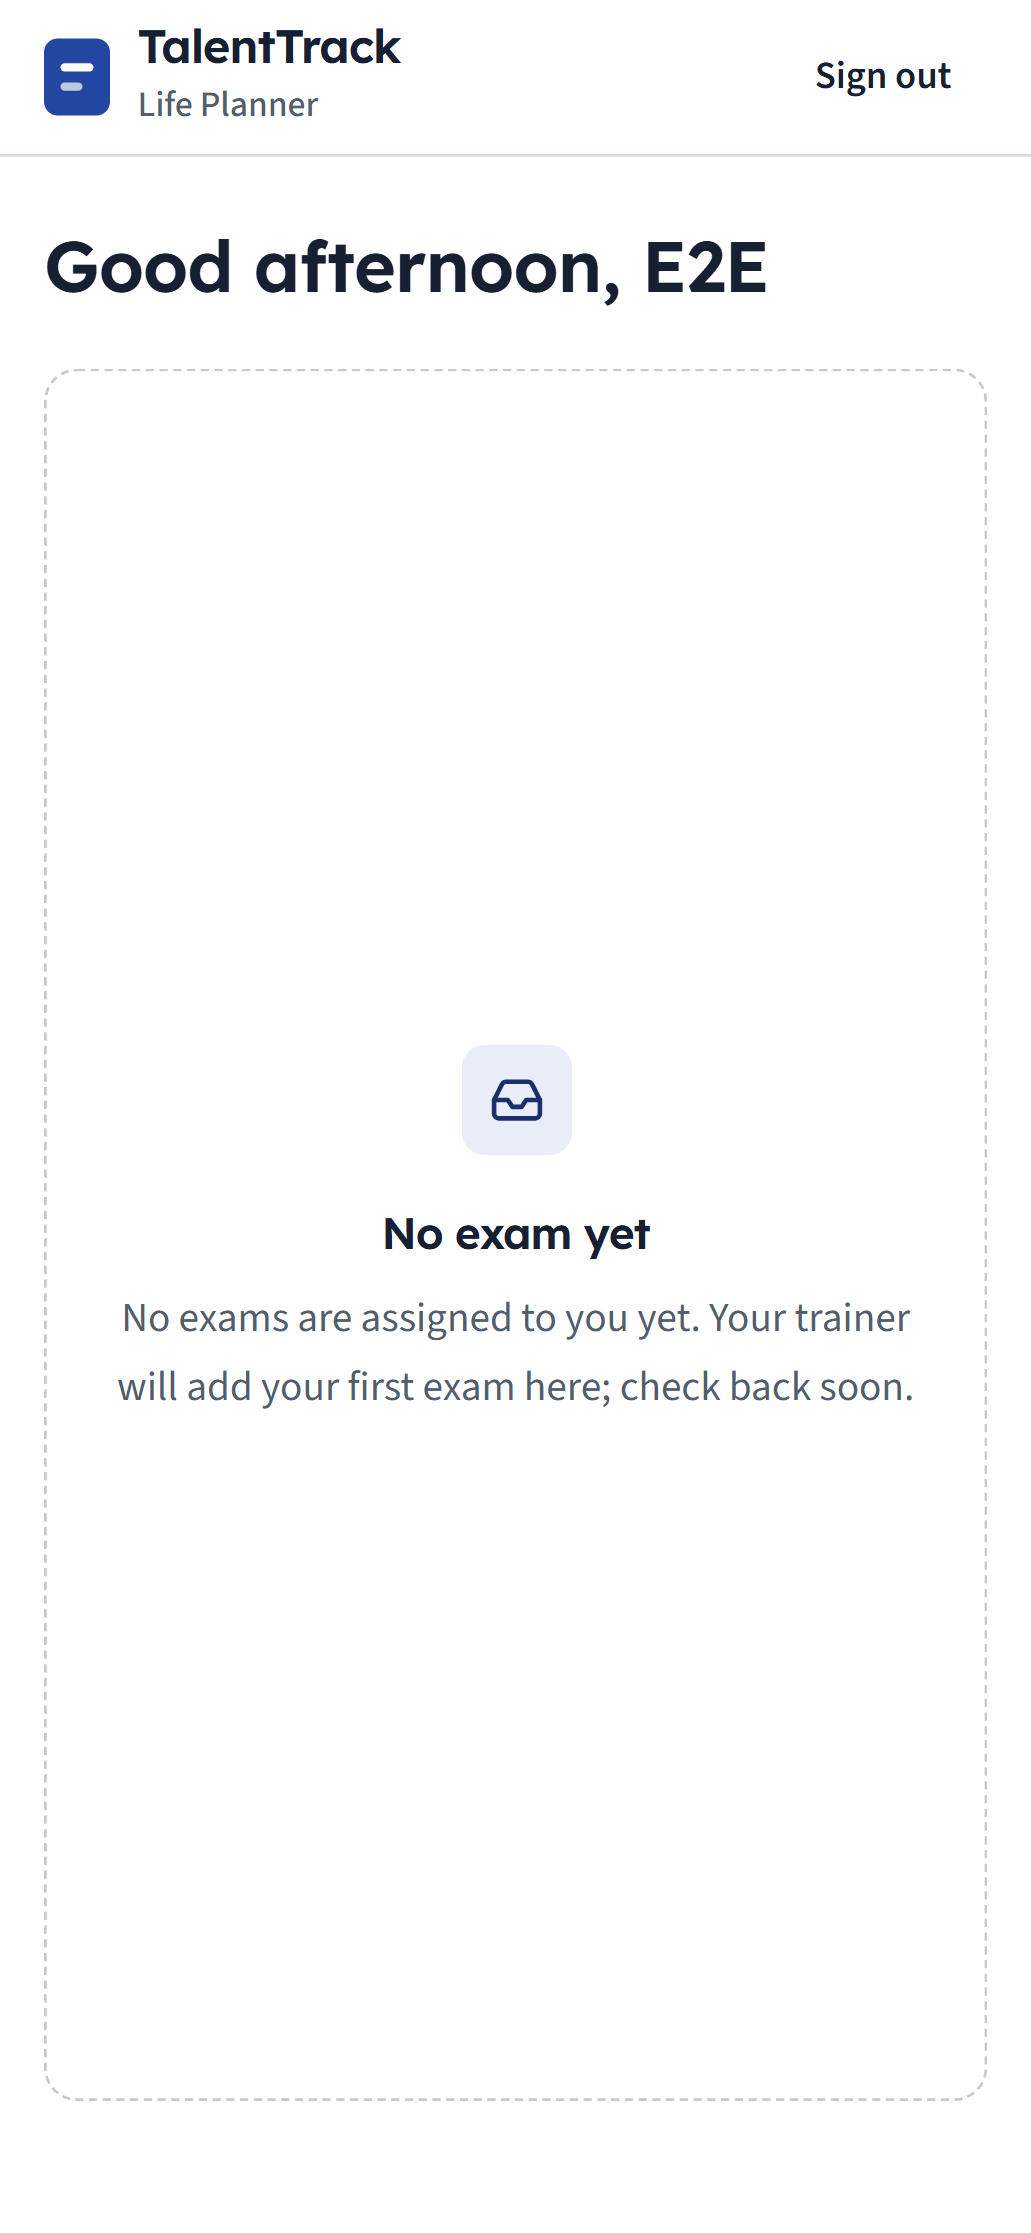 TalentTrack
Life Planner
Sign out
Good afternoon, E2E
No exam yet
No exams are assigned to you yet. Your trainer
will add your first exam here; check back soon.